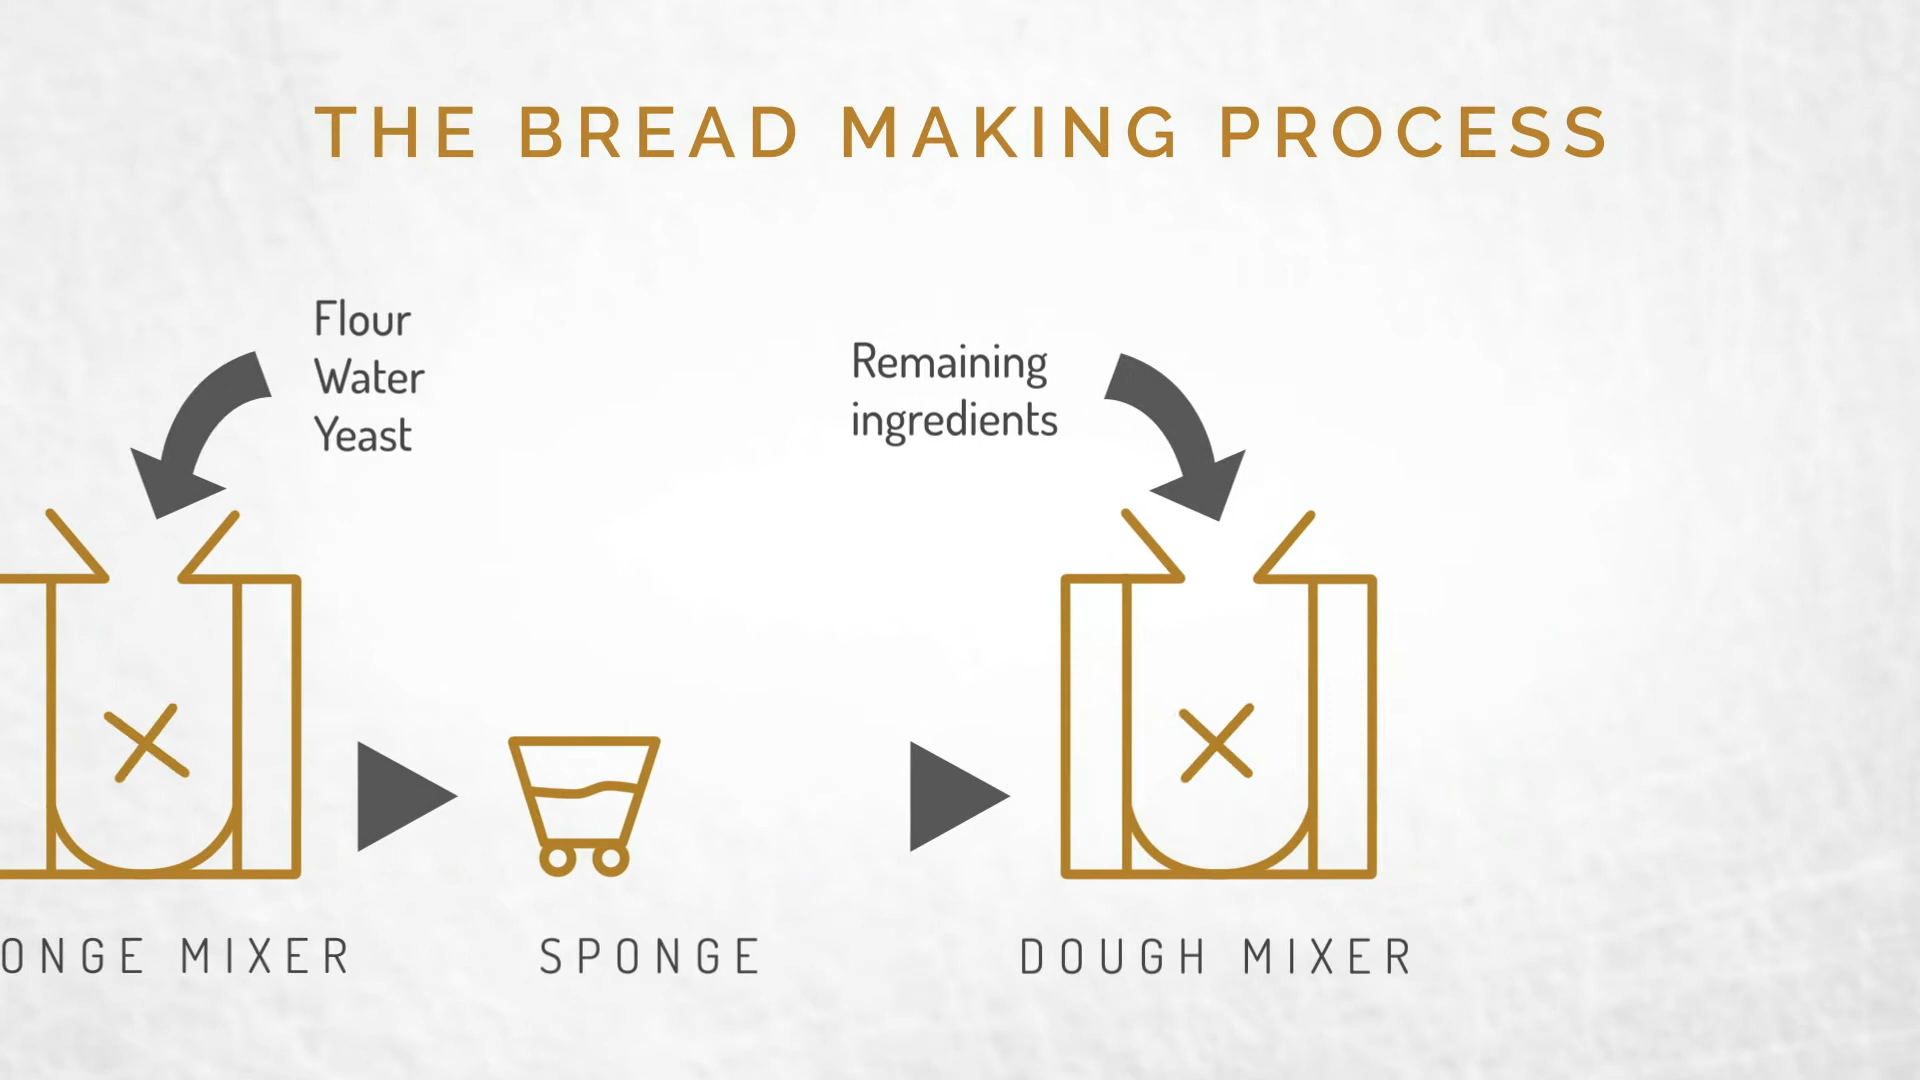 THE BREAD MAKING PROCESS
Flour
Water
Yeast
Remaining
ingredients
ONGE MIXER
SPONGE
DOUGH MIXER